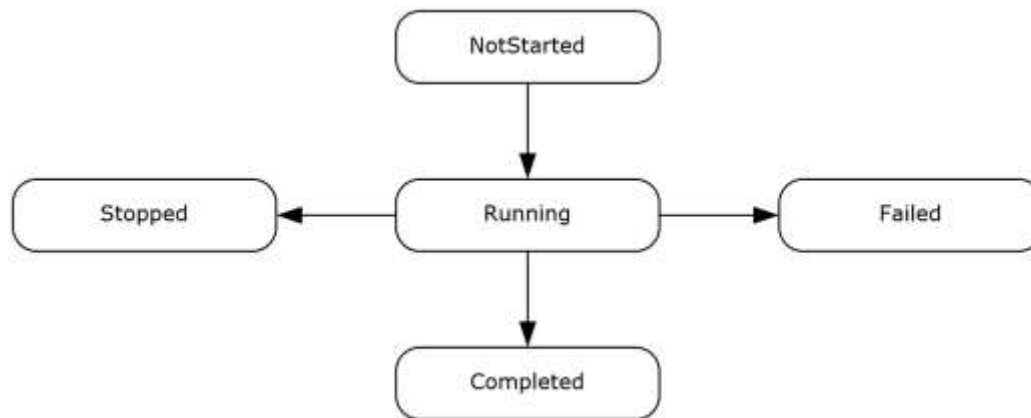 NotStarted
Stopped
Running
Failed
Completed